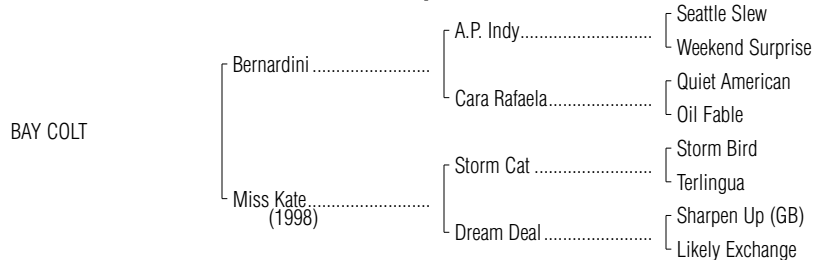 Seattle Slew
A.P. Indy..............................
Weekend Surprise
Bernardini ..........................
Quiet American
Cara Rafaela.......................
Oil Fable
BAY COLT
Storm Bird
Storm Cat ..........................
Terlingua
Miss Kate...........................
(1998)
Sharpen Up (GB)
Dream Deal ........................
Likely Exchange